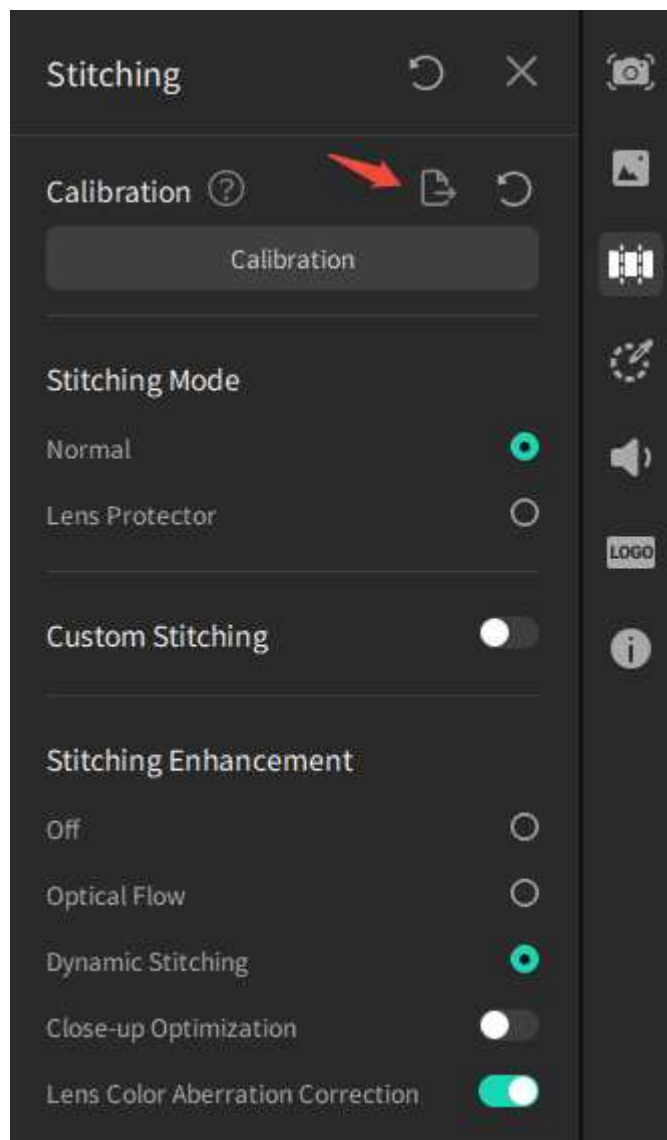 Stitching
Calibration
Calibration
Stitching Mode
Normal
Lens Protector
LOGO
Custom Stitching
Stitching Enhancement
Off
Optical Flow
Dynamic Stitching
Close-up Optimization
Lens Color Aberration Correction